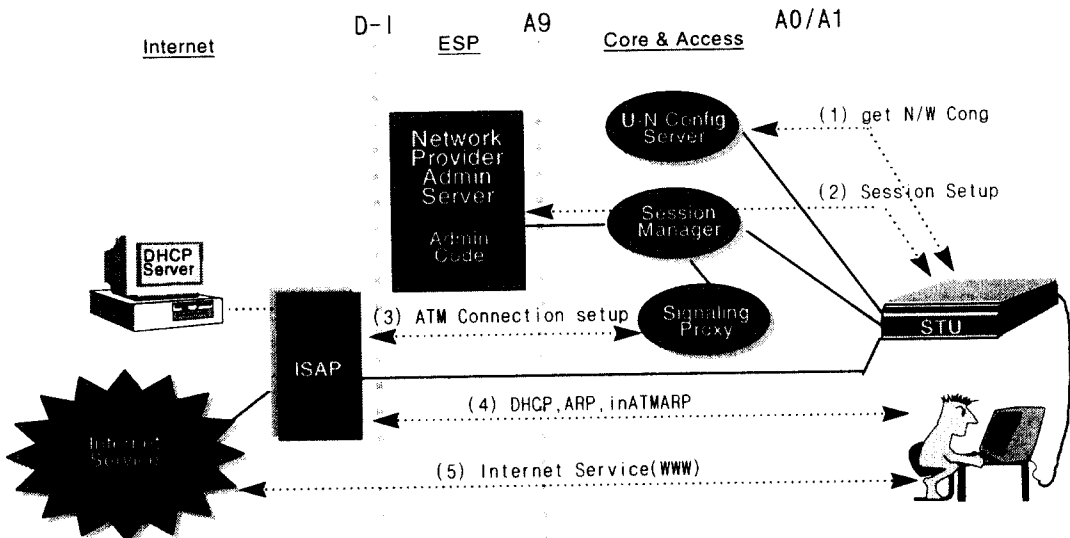 D-I
A9
A0/A1
Internet
ESP
Core & Access
U-N Config
Server
(1) get N/W Cong
Network
Provider
Admin
Server
Admin
Code
(2) Session Setup
Session
Manager
DHCP
Server
(3) ATM Connection setup
Signaling
Proxy
STU
ISAP
(4) DHCP,ARP,inATMARP
Internet
Service
(5) Internet Service(WWW)